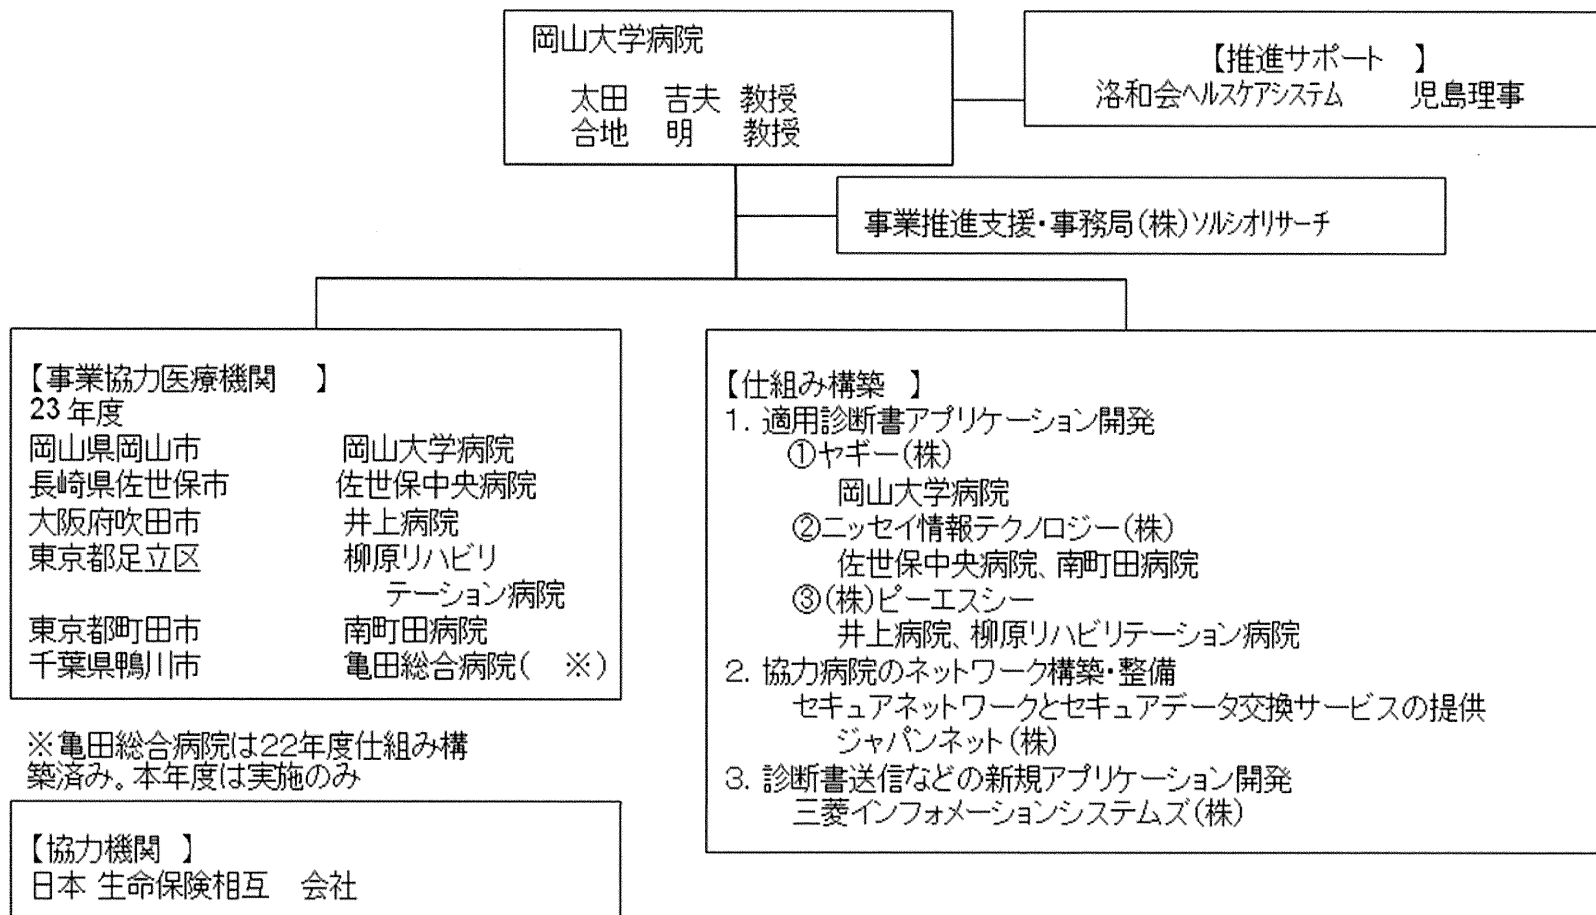 岡山大学病院
太田 吉夫 教授
合地 明 教授
【推進サポート 】
洛和会ヘルスケアシステム 児島理事
事業推進支援・事務局(株)ソルシオリサーチ
【事業協力医療機関 】
23年度
岡山県岡山市 岡山大学病院
長崎県佐世保市 佐世保中央病院
大阪府吹田市 井上病院
東京都足立区 柳原リハビリ
テーション病院
東京都町田市 南町田病院
千葉県鴨川市 亀田総合病院( ※)
※亀田総合病院は22年度仕組み構
築済み。本年度は実施のみ
【協力機関 】
日本 生命保険相互 会社
【仕組み構築 】
1. 適用診断書アプリケーション開発
①ヤギー(株)
岡山大学病院
②ニッセイ情報テクノロジー(株)
佐世保中央病院、南町田病院
③(株)ピーエスシー
井上病院、柳原リハビリテーション病院
2. 協力病院のネットワーク構築・整備
セキュアネットワークとセキュアデータ交換サービスの提供
ジャパンネット(株)
3. 診断書送信などの新規アプリケーション開発
三菱インフォメーションシステムズ(株)